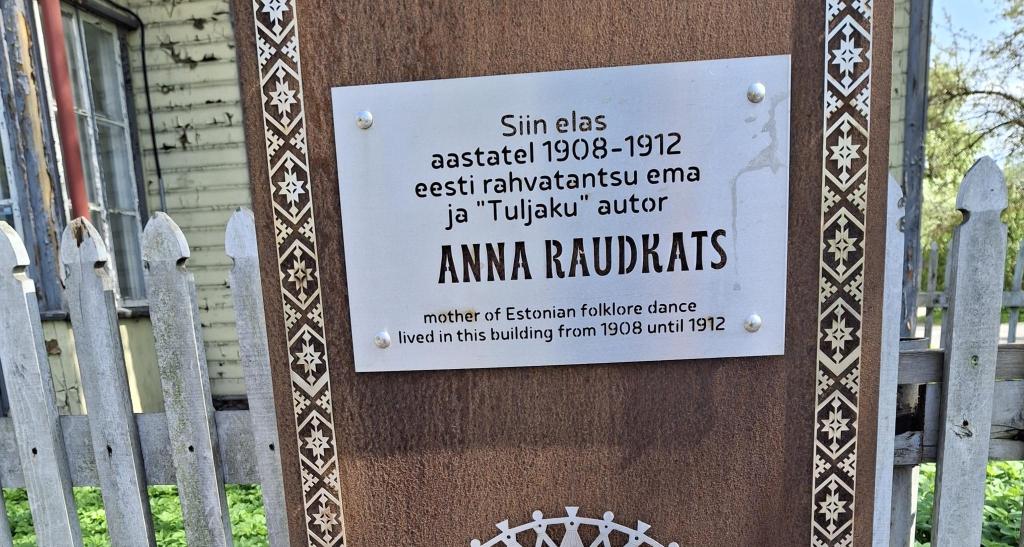 Siin elas
aastatel 1908-1912
eesti rahvatantsu ema
ja "Tuljaku" autor
ANNA RAUDKATS
mother of Estonian folklore dance
lived in this building from 1908 until 1912